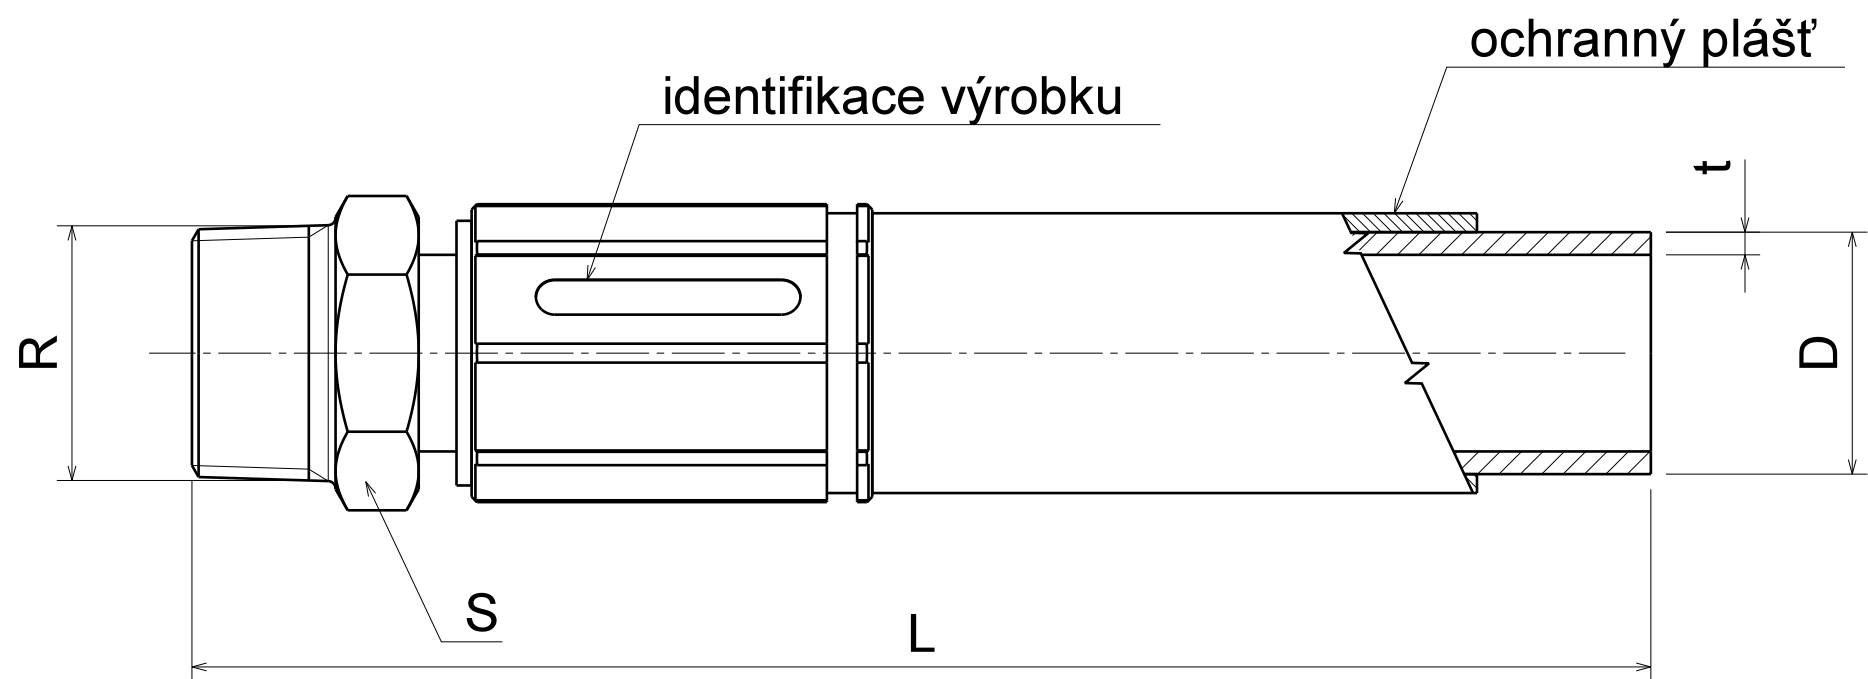 ochranný plášť
identifikace výrobku
t
R
D
S
L